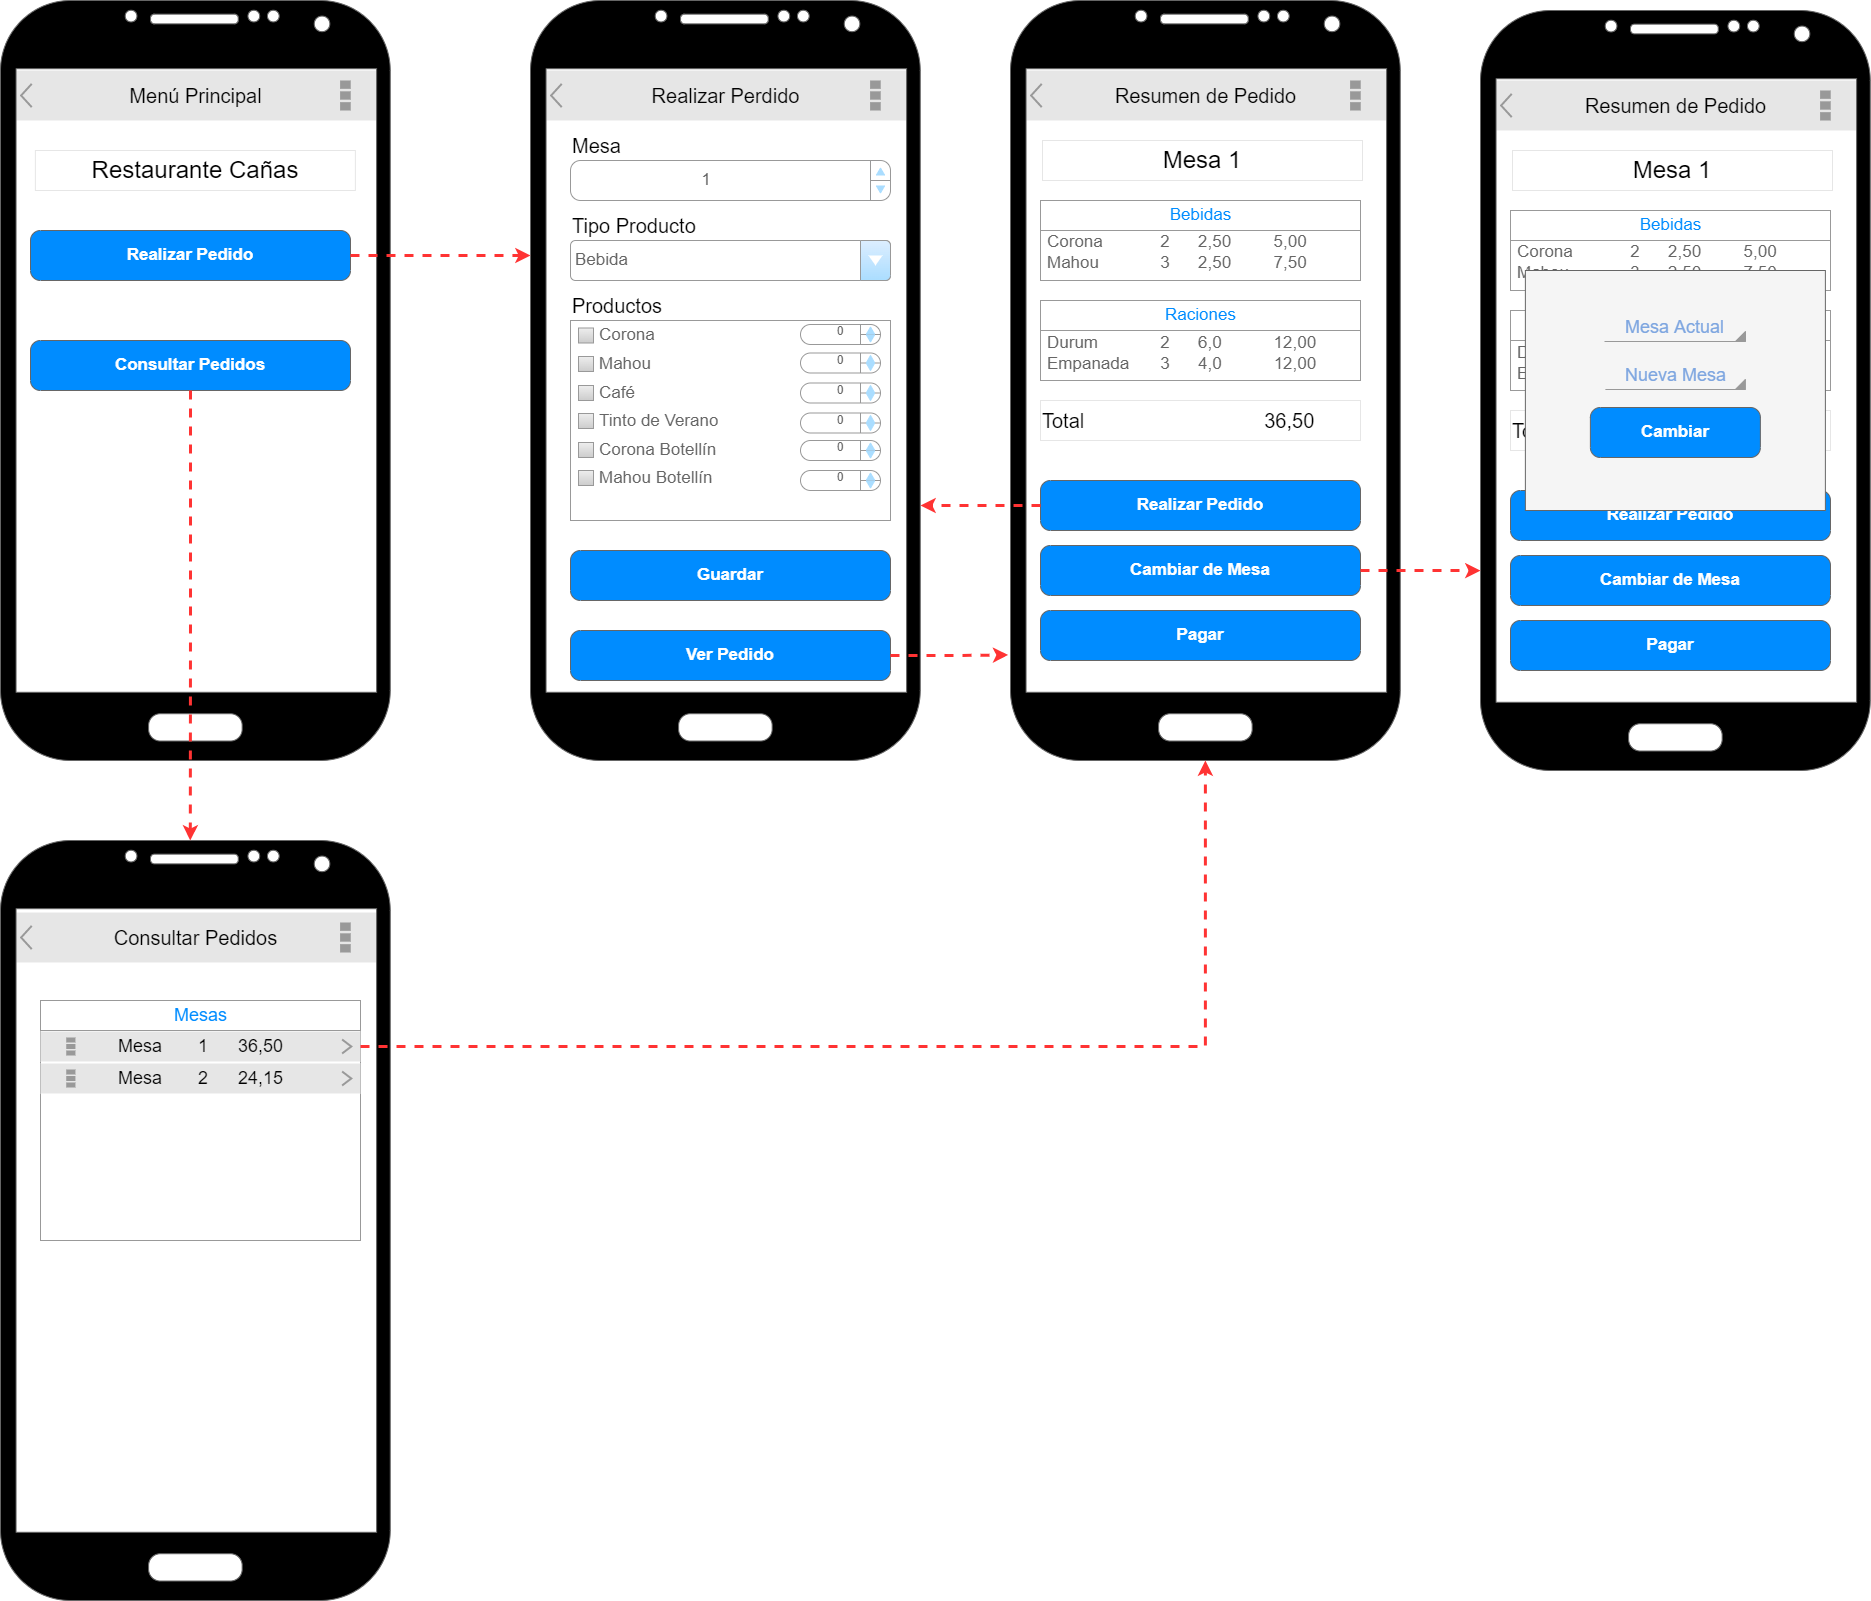 Menú Principal
Restaurante Cañas
Realizar Pedido
Consultar Pedidos
Realizar Perdido
Mesa
1
Tipo Producto
Bebida
Productos
Corona 0
Mahou 0
Café 0
Tinto de Verano 0
Corona Botellín 0
Mahou Botellín 0
Guardar
Ver Pedido
Resumen de Pedido
Mesa 1
Bebidas
Corona 2 2,50 5,00
Mahou 3 2,50 7,50
Raciones
Durum 2 6,0 12,00
Empanada 3 4,0 12,00
Total 36,50
Realizar Pedido
Cambiar de Mesa
Pagar
Resumen de Pedido
Mesa 1
Bebidas
Corona 2 2,50 5,00
Mesa Actual
Nueva Mesa
Cambiar
Realizar Pedido
Cambiar de Mesa
Pagar
Consultar Pedidos
Mesas
Mesa 1 36,50
Mesa 2 24,15